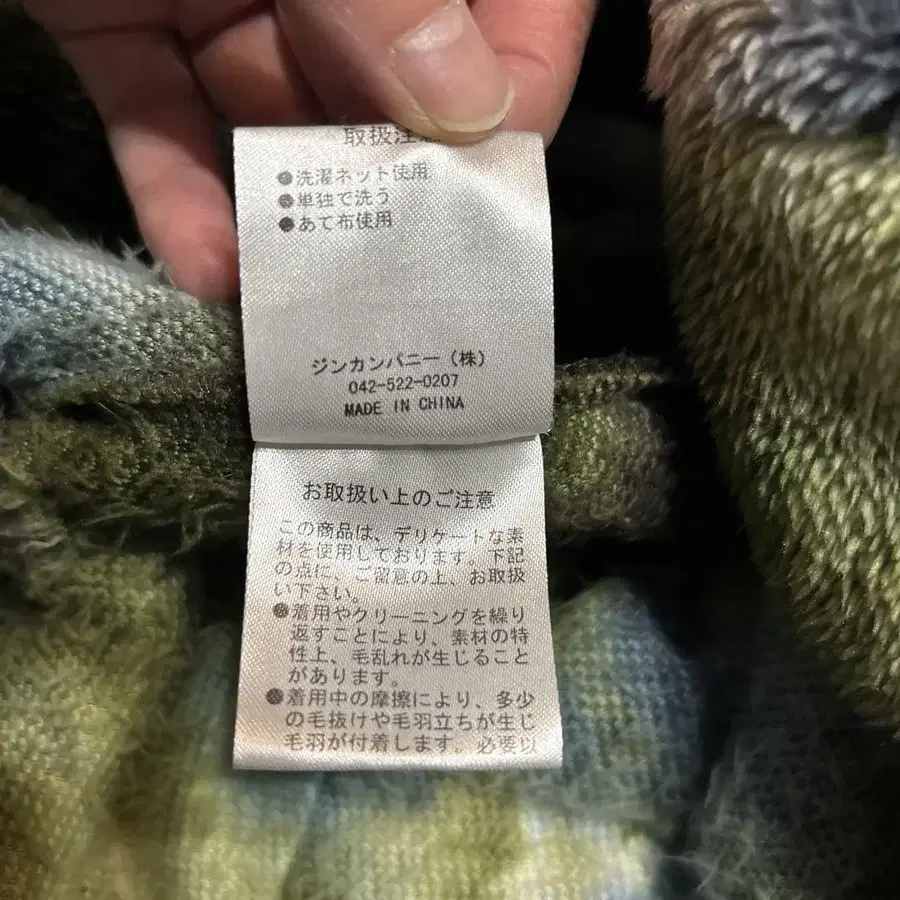 取扱注意
●洗濯ネット使用
●単独で洗う
●あて布使用
ジンカンパニー（株）
042-522-0207
MADE IN CHINA
お取扱い上のご注意
この商品は、デリケートな素
材を使用しております。下記
の点に、ご留意の上、お取扱
い下さい。
●着用やクリーニングを繰り
返すことにより、素材の特
性上、毛乱れが生じること
があります。
●着用中の摩擦により、多少
の毛抜けや毛羽立ちが生じ
毛羽が付着します。必要以